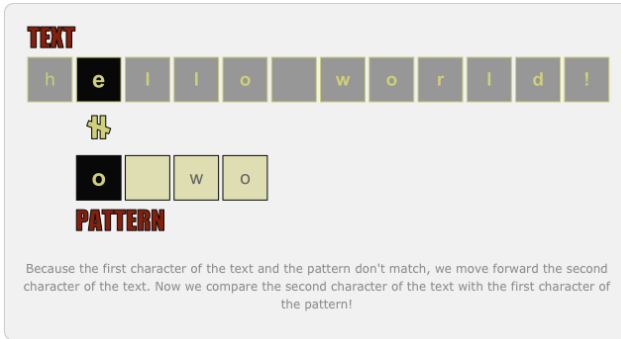 TEXT
h e l l o w o r l d !
≠
o w o
PATTERN
Because the first character of the text and the pattern don't match, we move forward the second
character of the text. Now we compare the second character of the text with the first character of
the pattern!